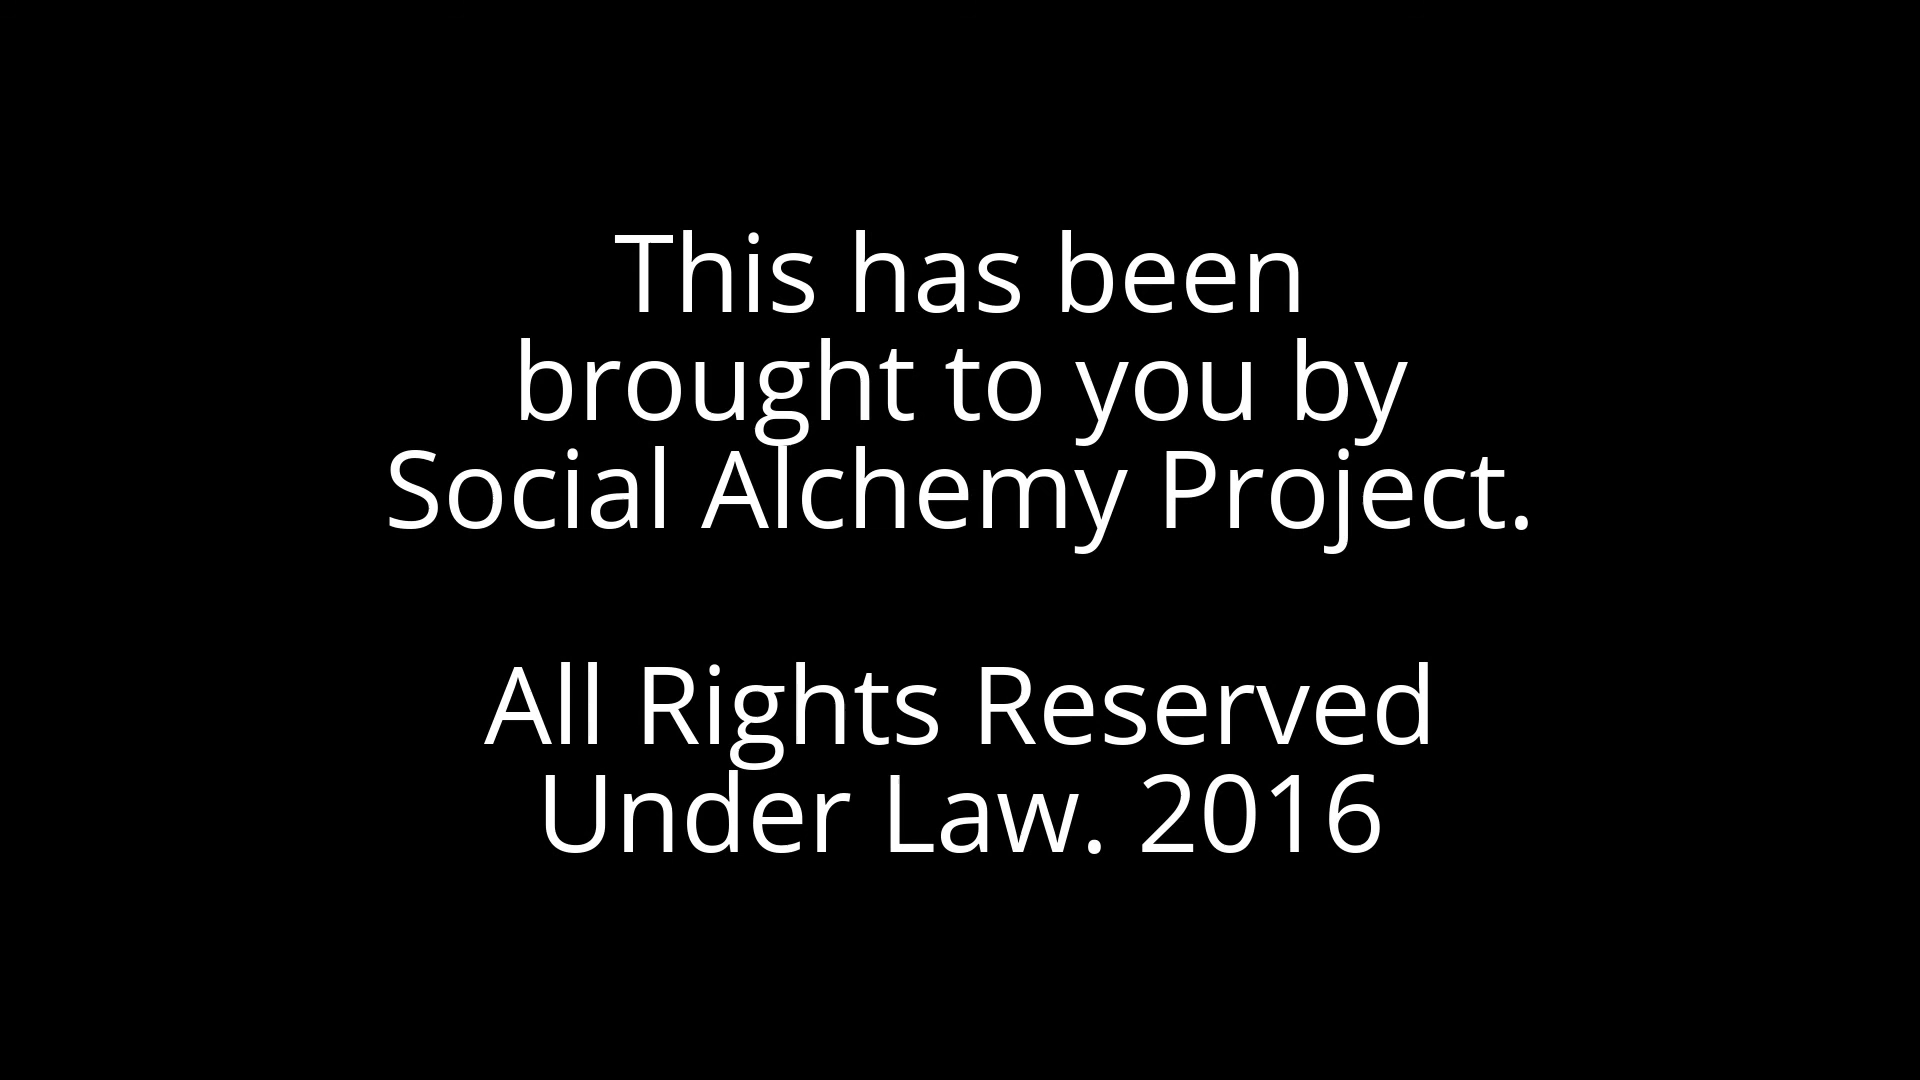 This has been
brought to you by
Social Alchemy Project.
All Rights Reserved
Under Law. 2016